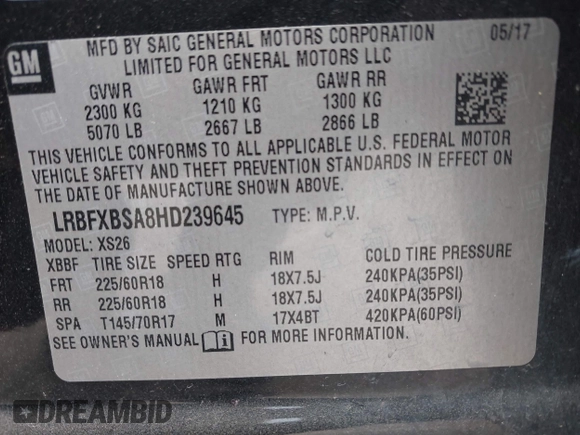 GM
MFD BY SAIC GENERAL MOTORS CORPORATION 05/17
LIMITED FOR GENERAL MOTORS LLC
GVWR GAWR FRT GAWR RR
2300 KG 1210 KG 1300 KG
5070 LB 2667 LB 2866 LB
THIS VEHICLE CONFORMS TO ALL APPLICABLE U.S. FEDERAL MOTOR
VEHICLE SAFETY AND THEFT PREVENTION STANDARDS IN EFFECT ON
THE DATE OF MANUFACTURE SHOWN ABOVE.
LRBFXBSA8HD239645 TYPE: M.P.V.
MODEL: XS26
XBBF TIRE SIZE SPEED RTG RIM COLD TIRE PRESSURE
FRT 225/60R18 H 18X7.5J 240KPA(35PSI)
RR 225/60R18 H 18X7.5J 240KPA(35PSI)
SPA T145/70R17 M 17X4BT 420KPA(60PSI)
SEE OWNER'S MANUAL FOR MORE INFORMATION.
DREAMBID